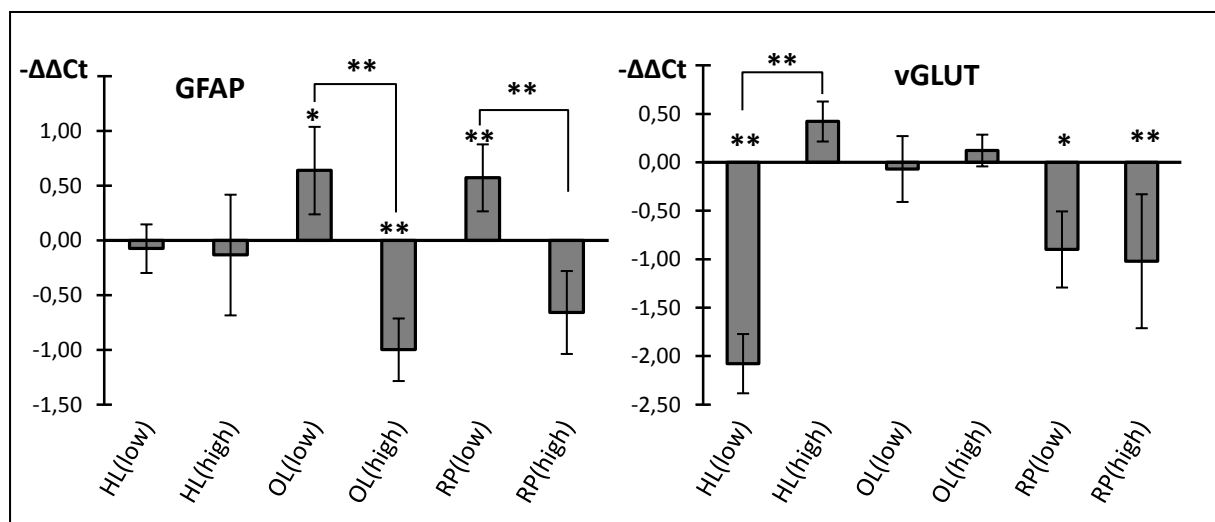 -ΔΔCt
GFAP
**
**
*
**
**
1,00
0,50
0,00
-0,50
-1,00
-1,50
HL(low)
HL(high)
OL(low)
OL(high)
RP(low)
RP(high)
-ΔΔCt
vGLUT
**
**
*
**
0,50
0,00
-0,50
-1,00
-1,50
-2,00
-2,50
HL(low)
HL(high)
OL(low)
OL(high)
RP(low)
RP(high)